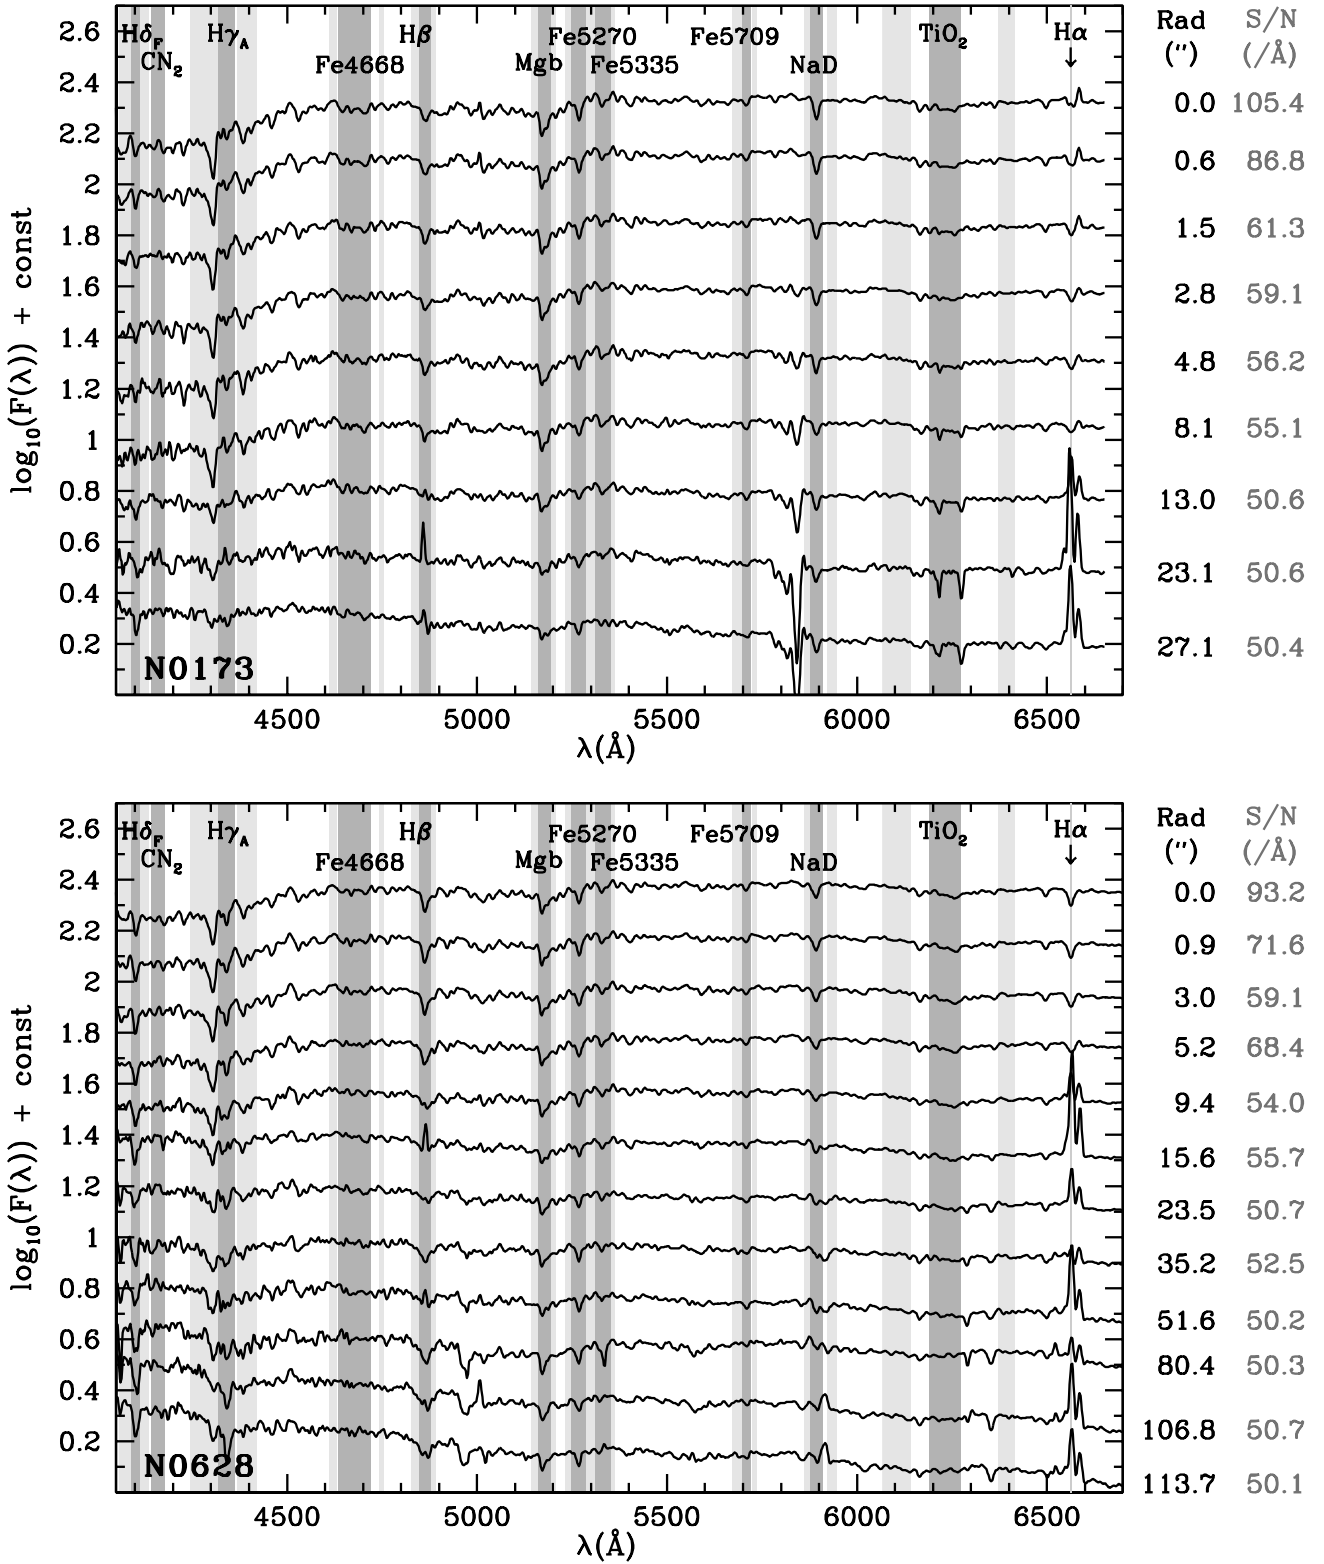 Hδ_F Hγ_A Hβ Fe5270 Fe5709 TiO₂ Hα
CN₂ Fe4668 Mgb Fe5335 NaD
Rad S/N
(″) (/Å)
2.6
2.4
2.2
2
1.8
1.6
1.4
1.2
1
0.8
0.6
0.4
0.2
log₁₀(F(λ)) + const
0.0 105.4
0.6 86.8
1.5 61.3
2.8 59.1
4.8 56.2
8.1 55.1
13.0 50.6
23.1 50.6
27.1 50.4
N0173
4500 5000 5500 6000 6500
λ(Å)
Hδ_F Hγ_A Hβ Fe5270 Fe5709 TiO₂ Hα
CN₂ Fe4668 Mgb Fe5335 NaD
Rad S/N
(″) (/Å)
2.6
2.4
2.2
2
1.8
1.6
1.4
1.2
1
0.8
0.6
0.4
0.2
log₁₀(F(λ)) + const
0.0 93.2
0.9 71.6
3.0 59.1
5.2 68.4
9.4 54.0
15.6 55.7
23.5 50.7
35.2 52.5
51.6 50.2
80.4 50.3
106.8 50.7
113.7 50.1
N0628
4500 5000 5500 6000 6500
λ(Å)